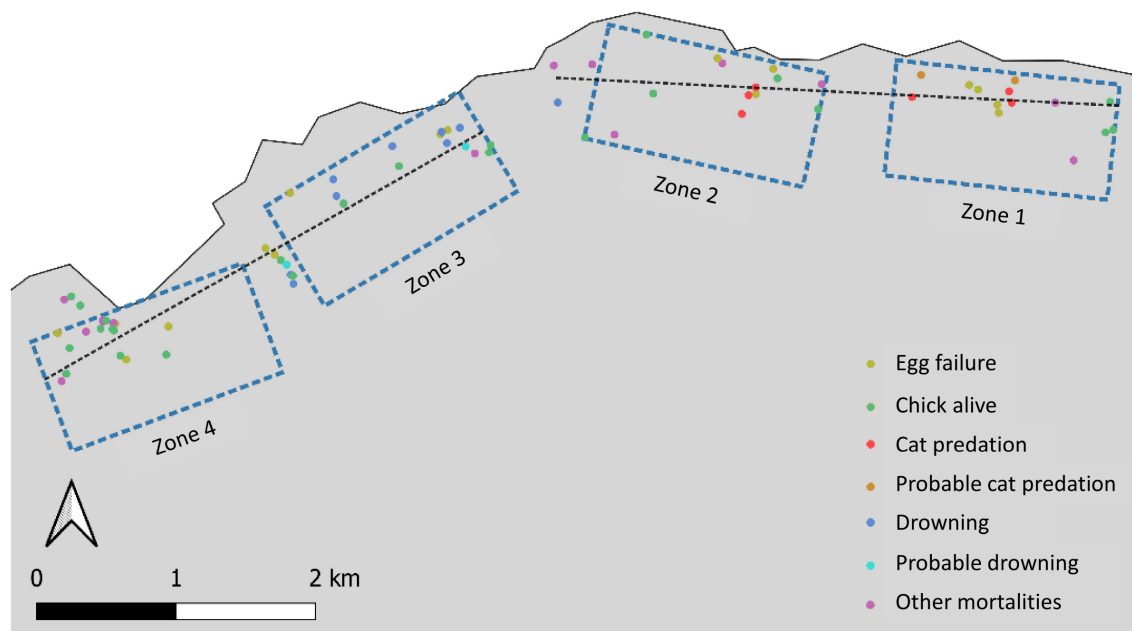 Zone 2
Zone 1
Zone 3
Zone 4
Egg failure
Chick alive
Cat predation
Probable cat predation
Drowning
Probable drowning
Other mortalities
0 1 2 km